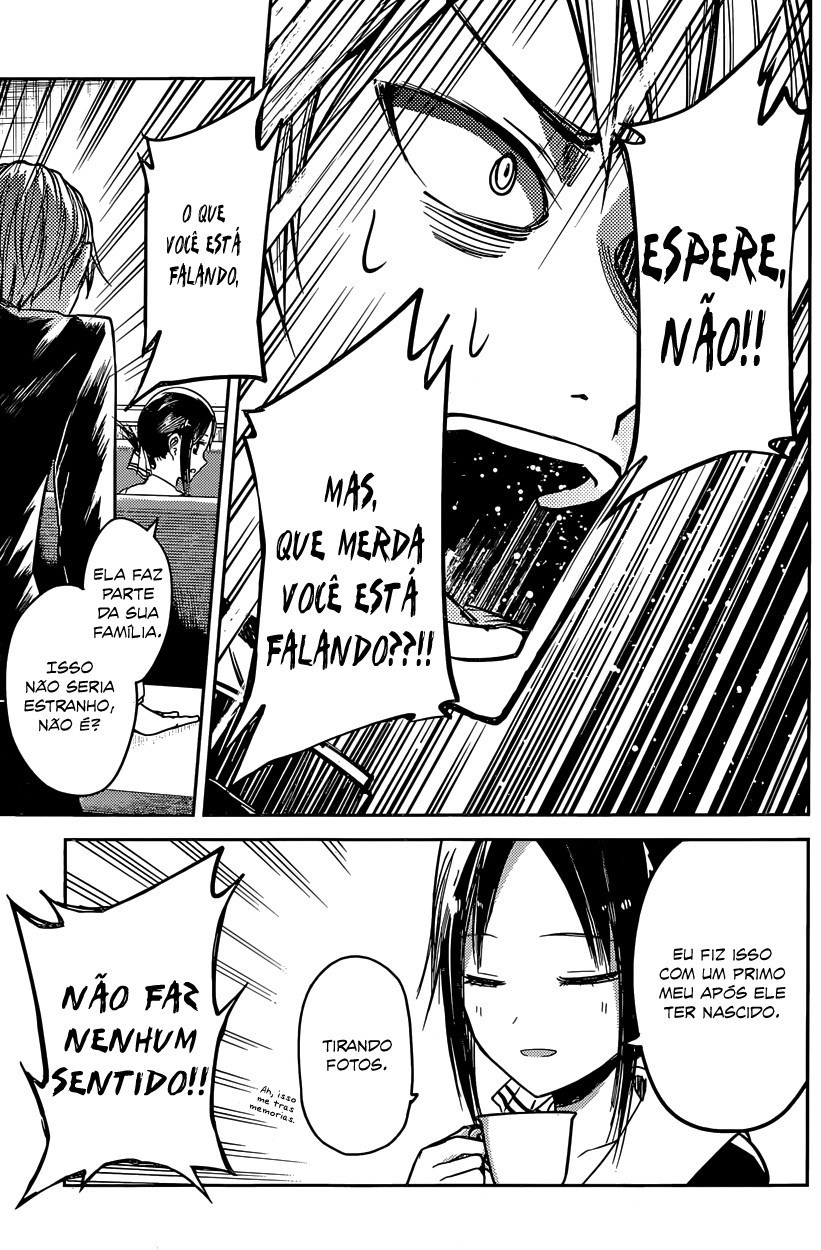 ESPERE,
NÃO!!
MAS,
QUE MERDA
VOCÊ ESTÁ
FALANDO??!!
O QUE
VOCÊ ESTÁ
FALANDO,
ELA FAZ
PARTE
DA SUA
FAMÍLIA.
ISSO
NÃO SERIA
ESTRANHO,
NÃO É?
EU FIZ ISSO
COM UM PRIMO
MEU APÓS ELE
TER NASCIDO.
TIRANDO
FOTOS.
Ah, isso
me tras
memorias.
NÃO FAZ
NENHUM
SENTIDO!!